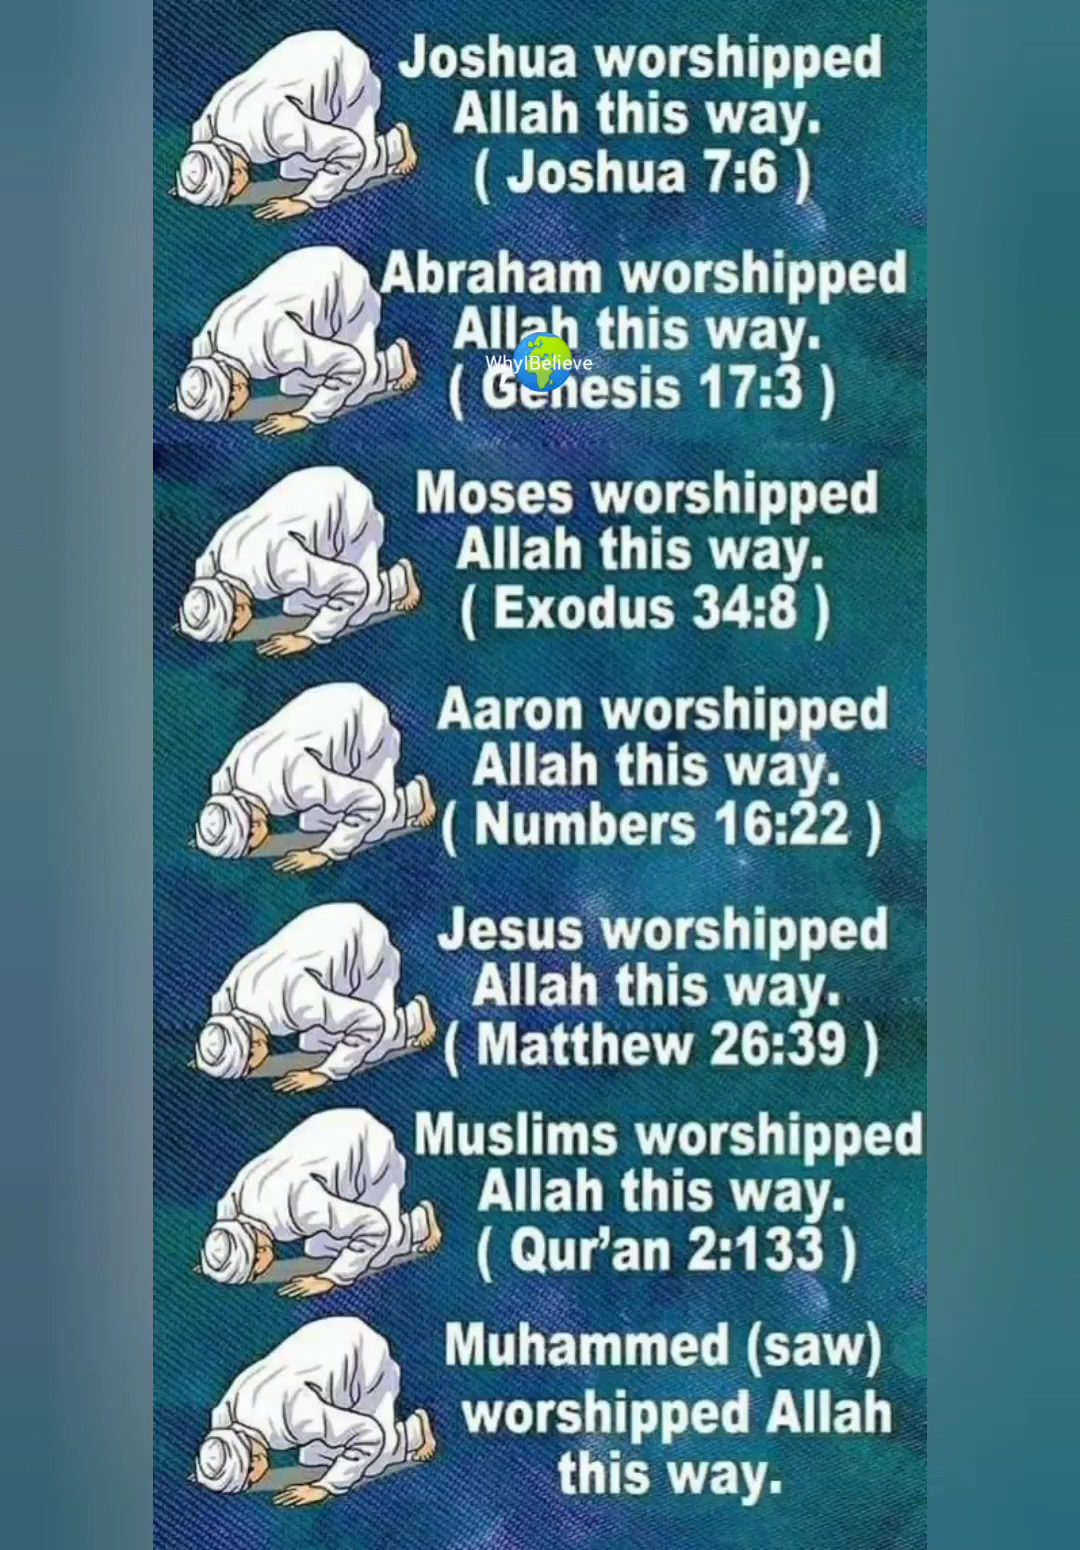 Joshua worshipped
Allah this way.
( Joshua 7:6 )
Abraham worshipped
Allah this way.
WhyIBelieve
( Genesis 17:3 )
Moses worshipped
Allah this way.
( Exodus 34:8 )
Aaron worshipped
Allah this way.
( Numbers 16:22 )
Jesus worshipped
Allah this way.
( Matthew 26:39 )
Muslims worshipped
Allah this way.
( Qur’an 2:133 )
Muhammed (saw)
worshipped Allah
this way.